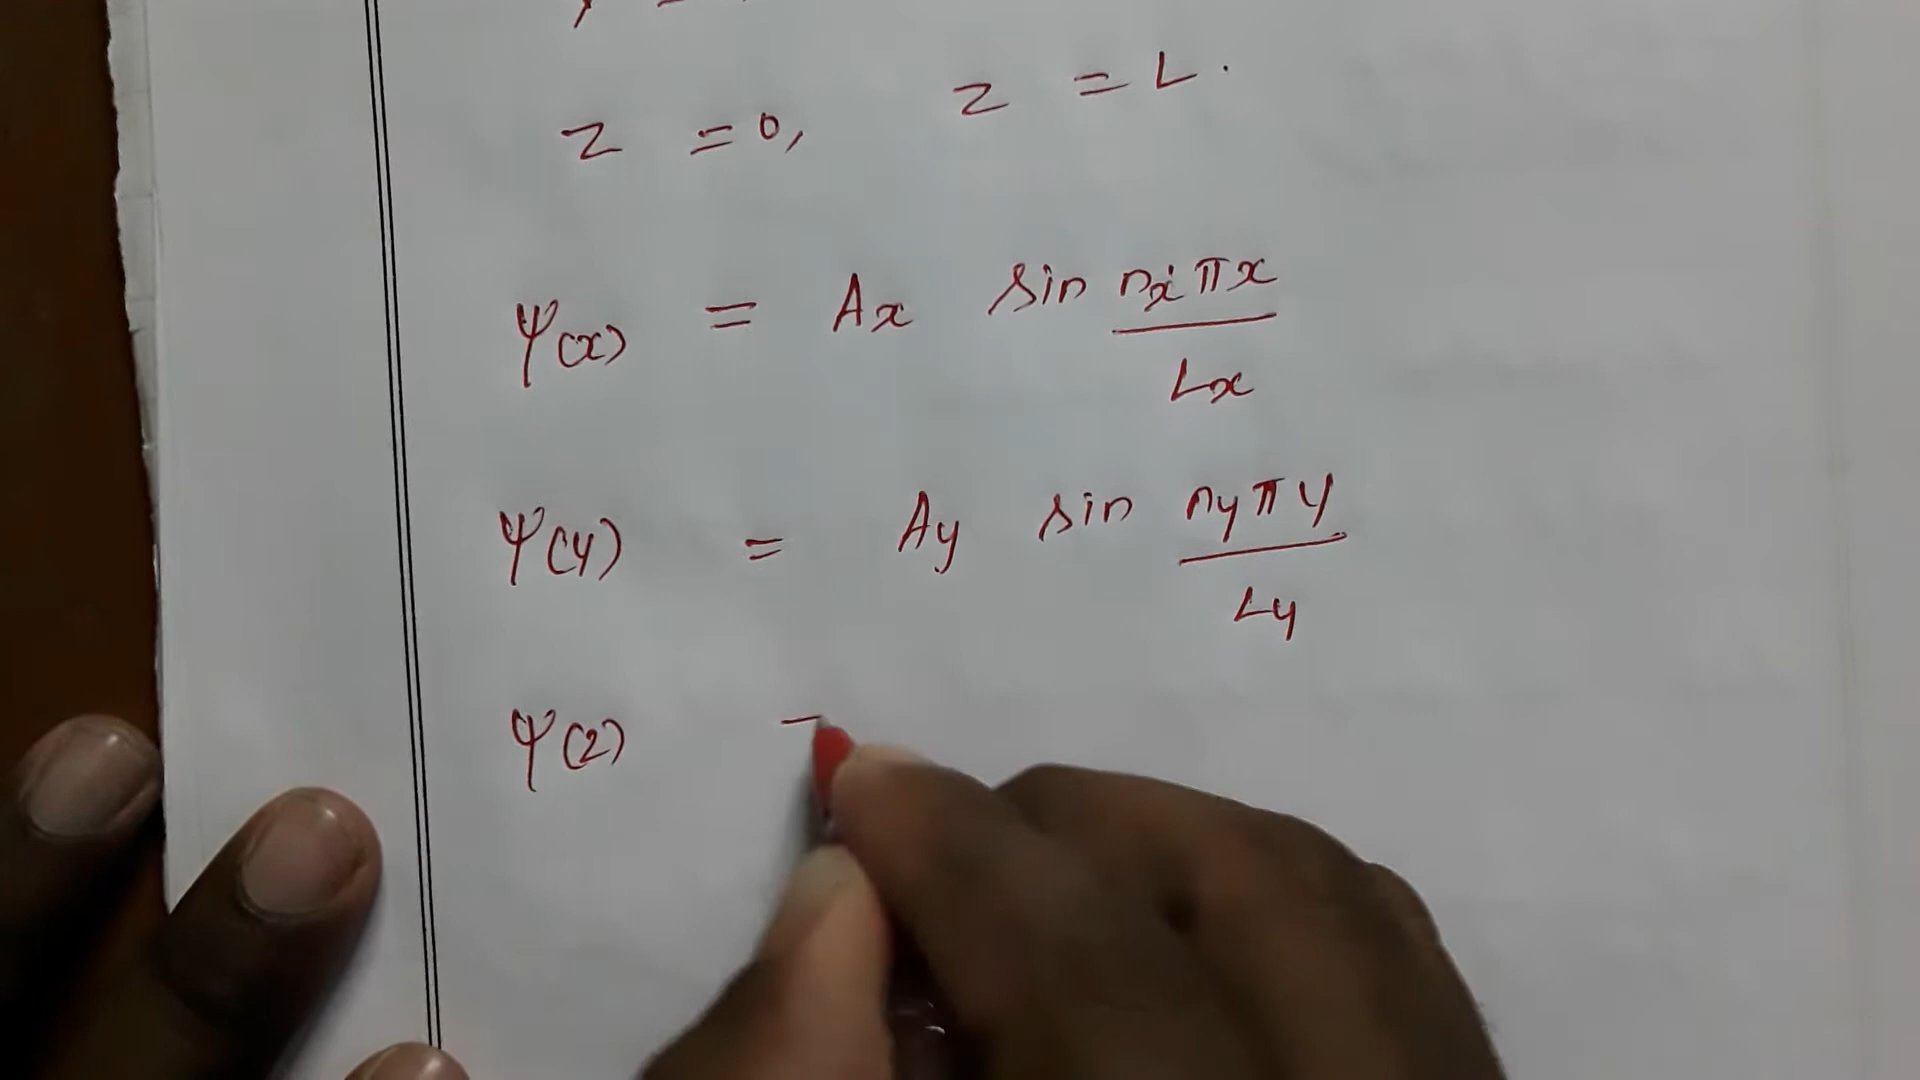 z = 0, z = L.
ψ(x) = Ax sin nxπx / Lx
ψ(y) = Ay sin nyπy / Ly
ψ(z)